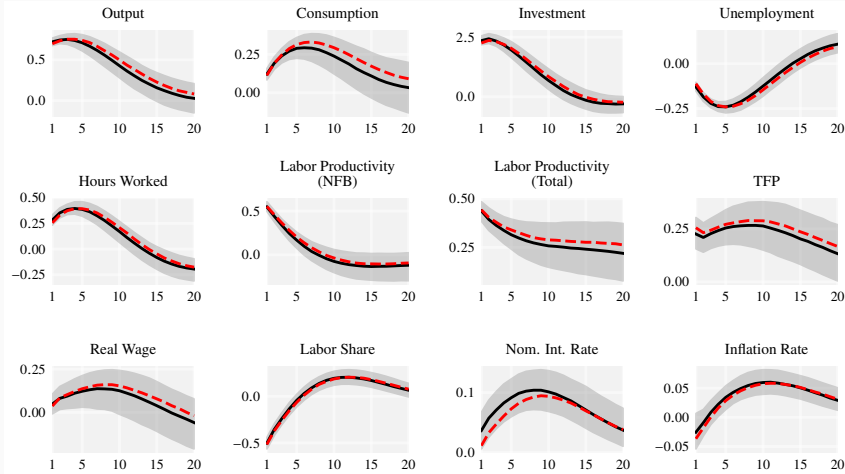 Output
Consumption
Investment
Unemployment
0.5
0.0
1 5 10 15 20
0.25
0.00
1 5 10 15 20
2.5
0.0
1 5 10 15 20
0.00
−0.25
1 5 10 15 20
Hours Worked
Labor Productivity
(NFB)
Labor Productivity
(Total)
TFP
0.50
0.25
0.00
−0.25
1 5 10 15 20
0.5
0.0
1 5 10 15 20
0.50
0.25
1 5 10 15 20
0.25
0.00
1 5 10 15 20
Real Wage
Labor Share
Nom. Int. Rate
Inflation Rate
0.25
0.00
1 5 10 15 20
0.0
−0.5
1 5 10 15 20
0.1
0.0
1 5 10 15 20
0.05
0.00
−0.05
1 5 10 15 20